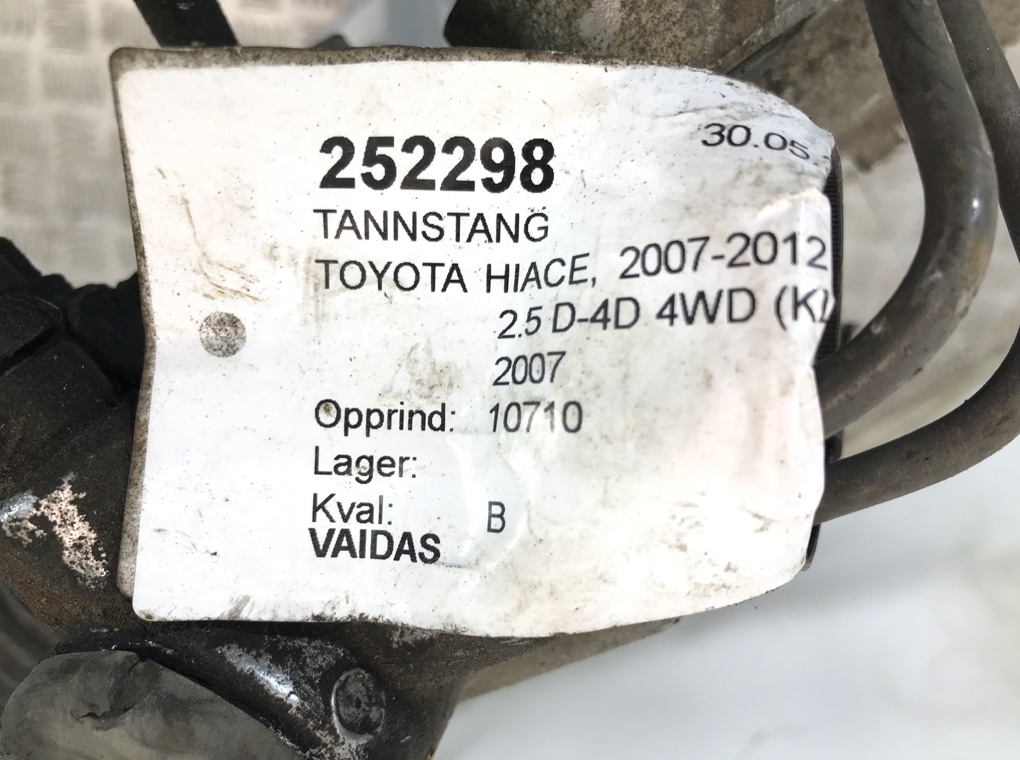 30.05.
252298
TANNSTANG
TOYOTA HIACE, 2007-2012
2.5 D-4D 4WD
2007
Opprind: 10710
Lager:
Kval: B
VAIDAS